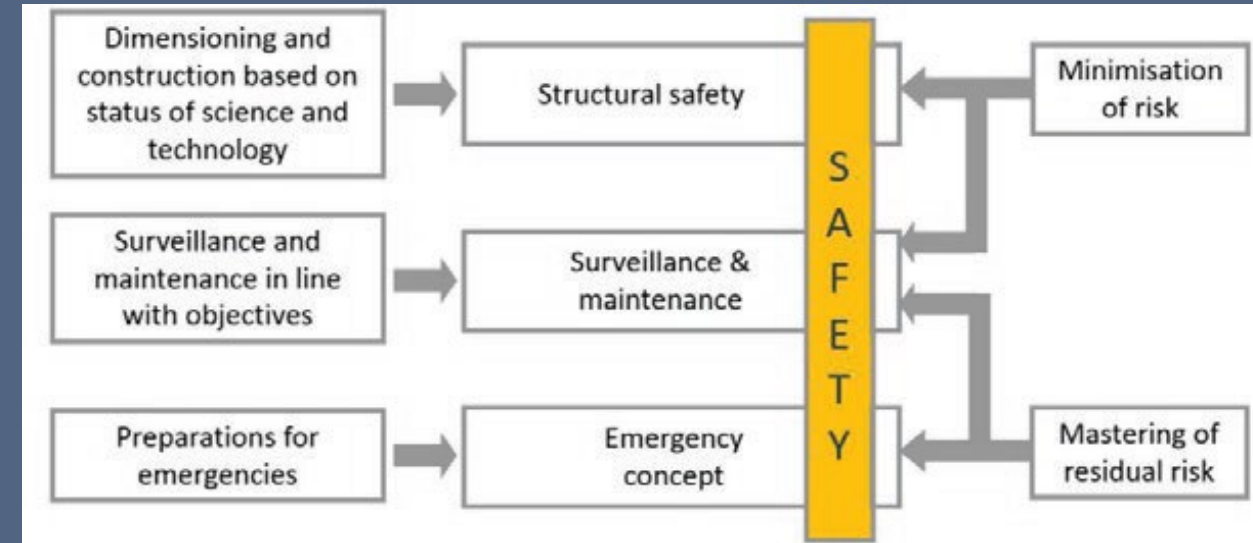 Dimensioning and
construction based on
status of science and
technology
Structural safety
Minimisation
of risk
Surveillance and
maintenance in line
with objectives
Surveillance &
maintenance
Preparations for
emergencies
Emergency
concept
Mastering of
residual risk
SAFETY